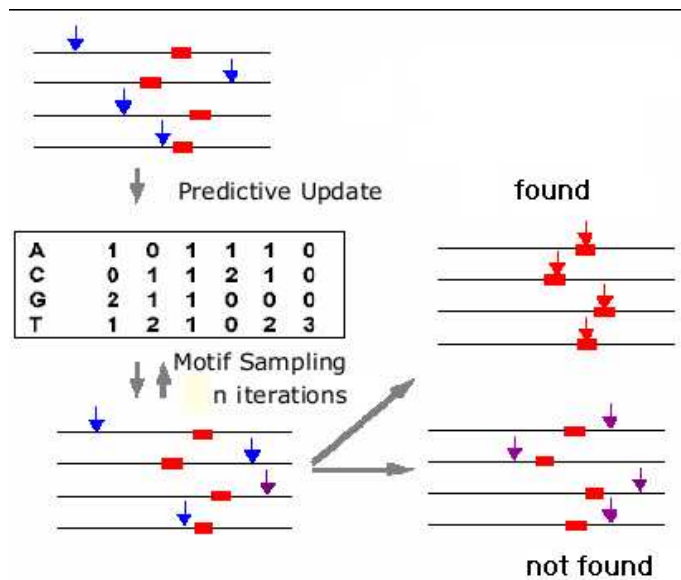 Predictive Update
found
A 1 0 1 1 1 0
C 0 1 1 2 1 0
G 2 1 1 0 0 0
T 1 2 1 0 2 3
Motif Sampling
n iterations
not found